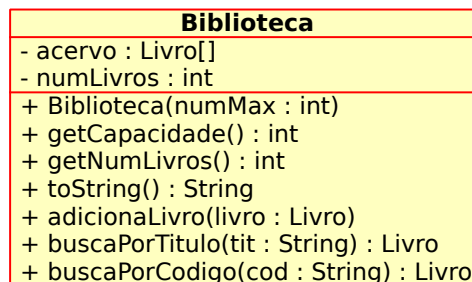 Biblioteca
- acervo : Livro[]
- numLivros : int
+ Biblioteca(numMax : int)
+ getCapacidade() : int
+ getNumLivros() : int
+ toString() : String
+ adicionaLivro(livro : Livro)
+ buscaPorTitulo(tit : String) : Livro
+ buscaPorCodigo(cod : String) : Livro